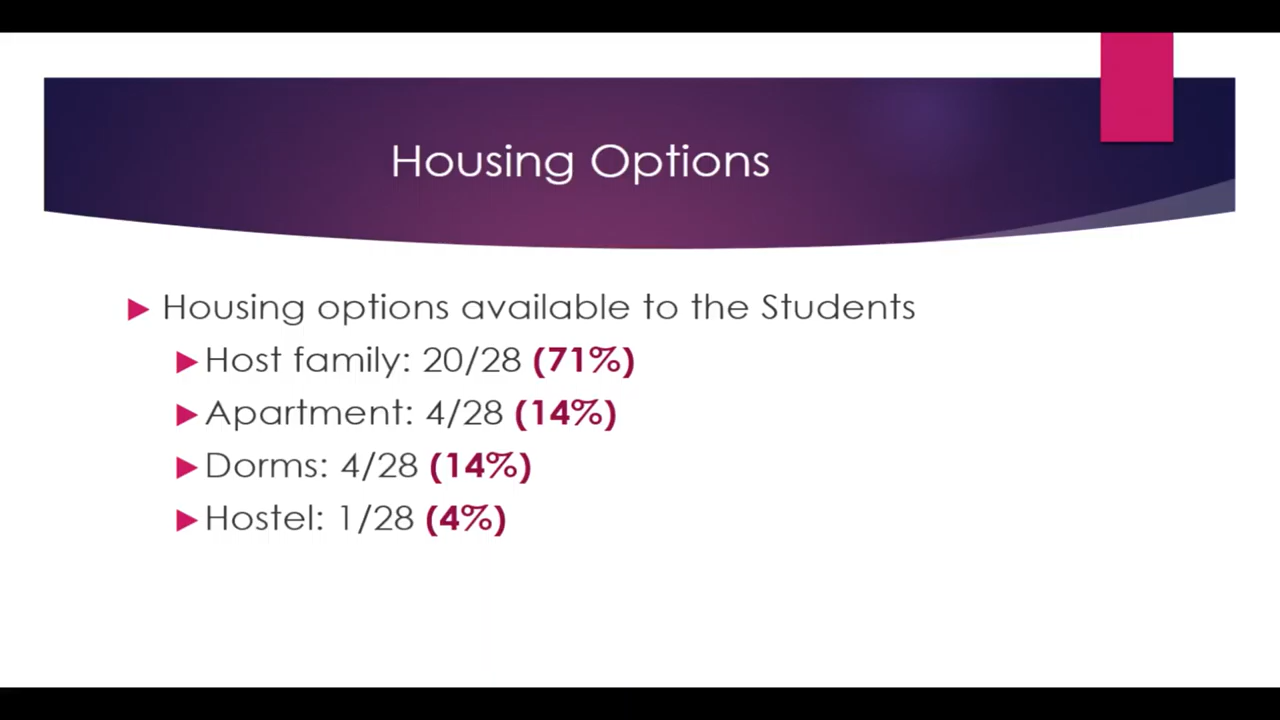 Housing Options
Housing options available to the Students
Host family: 20/28 (71%)
Apartment: 4/28 (14%)
Dorms: 4/28 (14%)
Hostel: 1/28 (4%)